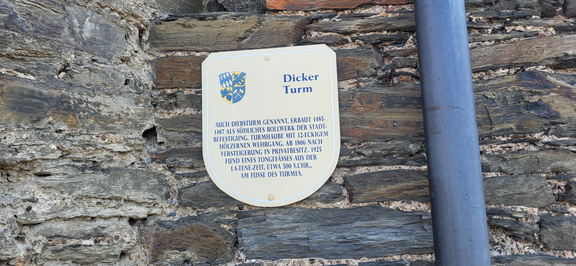 Dicker
Turm
AUCH DIEBSTURM GENANNT, ERBAUT 1485-
1487 ALS SÜDLICHES BOLLWERK DER STADT-
BEFESTIGUNG. TURMHAUBE MIT 12-ECKIGEM
HÖLZERNEN WEHRGANG. AB 1806 NACH
VERSTEIGERUNG IN PRIVATBESITZ. 1925
FUND EINES TONGEFÄSSES AUS DER
LA-TENE-ZEIT, ETWA 500 V.CHR.,
AM FUSSE DES TURMES.